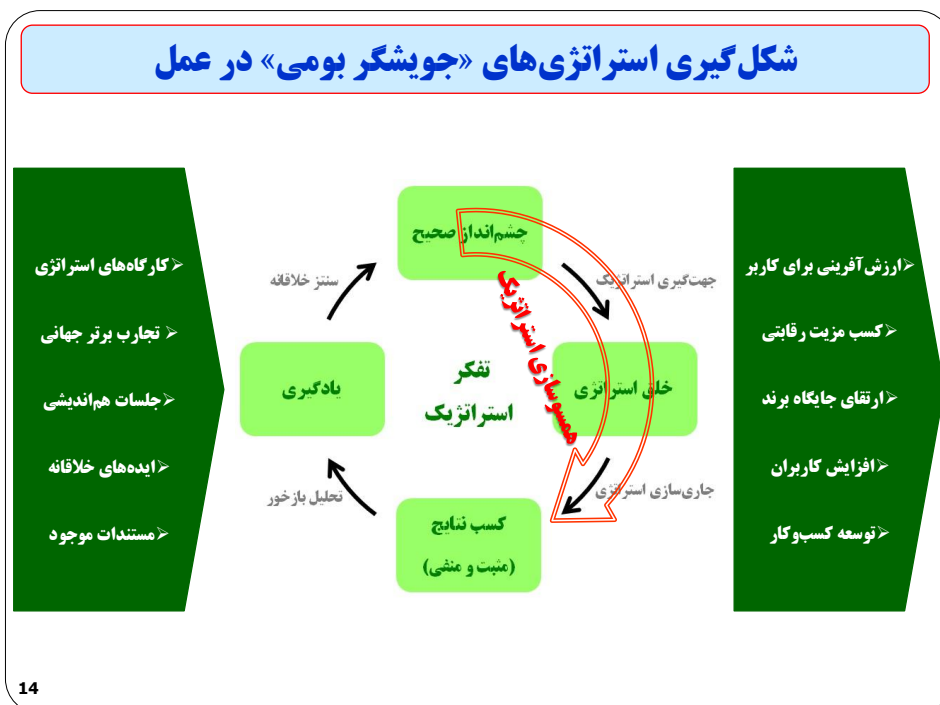 شکل‌گیری استراتژی‌های «جویشگر بومی» در عمل
ارزش‌آفرینی برای کاربر
کسب مزیت رقابتی
ارتقای جایگاه برند
افزایش کاربران
توسعه کسب‌وکار
چشم‌انداز صحیح
جهت‌گیری استراتژیک
خلق استراتژی
جاری‌سازی استراتژی
کسب نتایج
(مثبت و منفی)
تحلیل بازخور
یادگیری
سنتز خلاقانه
تفکر
استراتژیک
همسوسازی استراتژیک
کارگاه‌های استراتژی
تجارب برتر جهانی
جلسات هم‌اندیشی
ایده‌های خلاقانه
مستندات موجود
14